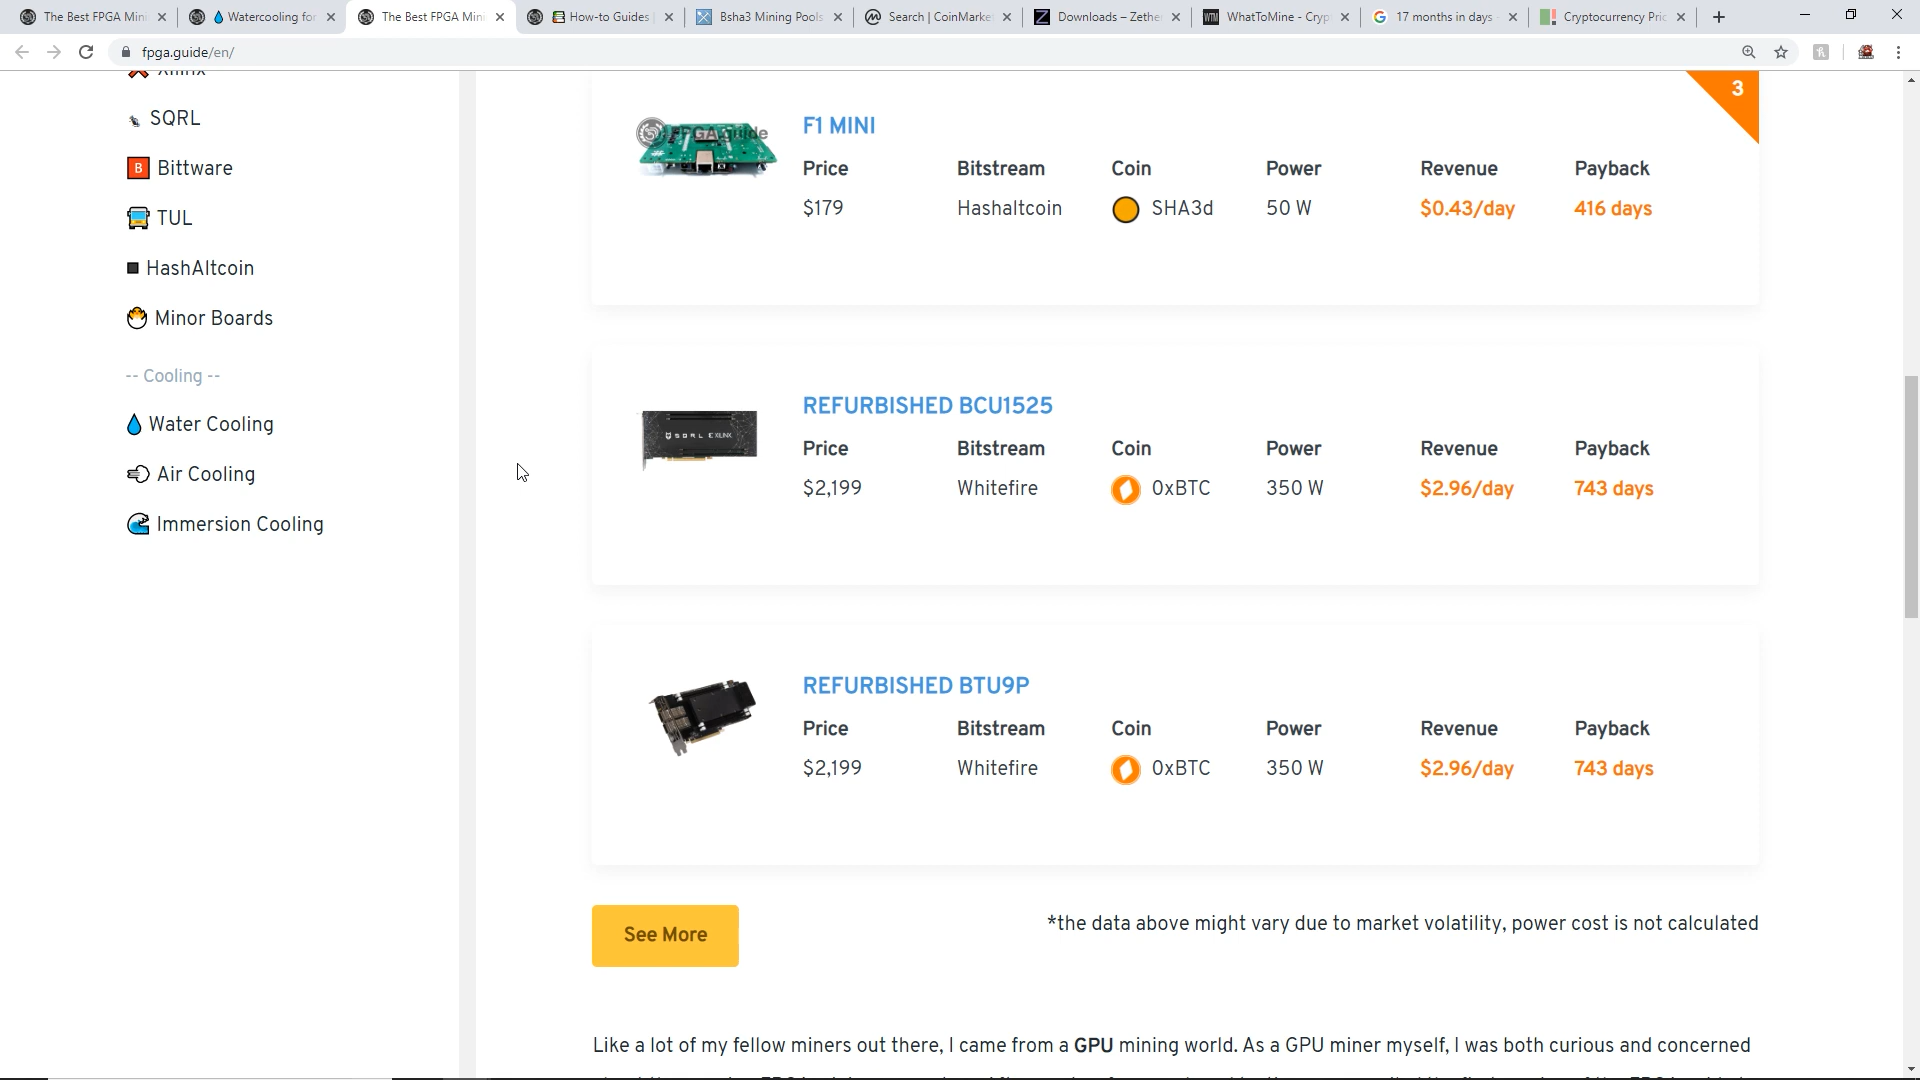 The Best FPGA Mini
Watercooling for
The Best FPGA Mini
How-to Guides
Bsha3 Mining Pools
Search | CoinMarke
Downloads – Zethe
WhatToMine - Cryp
17 months in days
Cryptocurrency Pric
fpga.guide/en/
Xilinx
SQRL
Bittware
TUL
HashAltcoin
Minor Boards
-- Cooling --
Water Cooling
Air Cooling
Immersion Cooling
3
FPGA.guide
F1 MINI
Price Bitstream Coin Power Revenue Payback
$179 Hashaltcoin SHA3d 50 W $0.43/day 416 days
SQRL XILINX
REFURBISHED BCU1525
Price Bitstream Coin Power Revenue Payback
$2,199 Whitefire 0xBTC 350 W $2.96/day 743 days
REFURBISHED BTU9P
Price Bitstream Coin Power Revenue Payback
$2,199 Whitefire 0xBTC 350 W $2.96/day 743 days
See More
*the data above might vary due to market volatility, power cost is not calculated
Like a lot of my fellow miners out there, I came from a GPU mining world. As a GPU miner myself, I was both curious and concerned